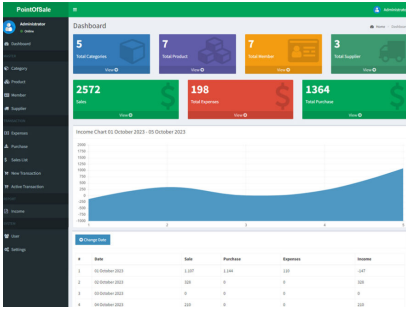 PointOfSale
Administrator
Online
Administrator
Dashboard
Home
Dashboard
Category
Product
Member
Supplier
Expenses
Purchase
Sales List
New Transaction
Active Transaction
Income
User
Settings
5
Total Categories
View
7
Total Product
View
7
Total Member
View
3
Total Supplier
View
2572
Sales
View
198
Total Expenses
View
1364
Total Purchase
View
Income Chart 01 October 2023 - 05 October 2023
2000
1750
1500
1250
1000
750
500
250
0
-250
-500
-750
-1000
1 2 3 4 5
Change Date
# Date Sale Purchase Expenses Income
1 01 October 2023 1,107 1,144 110 -147
2 02 October 2023 320 0 0 320
3 03 October 2023 0 0 0 0
4 04 October 2023 220 0 0 220